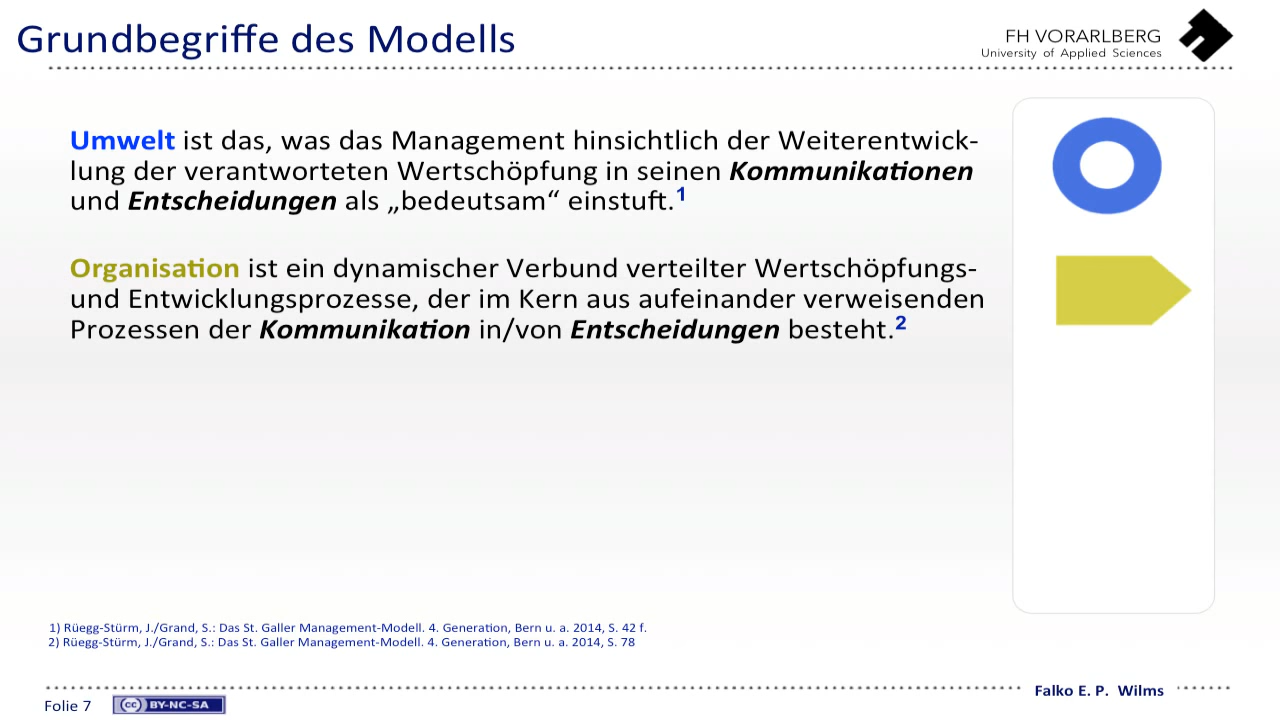 Grundbegriffe des Modells
FH VORARLBERG
University of Applied Sciences
Umwelt ist das, was das Management hinsichtlich der Weiterentwick-
lung der verantworteten Wertschöpfung in seinen Kommunikationen
und Entscheidungen als „bedeutsam“ einstuft.1
Organisation ist ein dynamischer Verbund verteilter Wertschöpfungs-
und Entwicklungsprozesse, der im Kern aus aufeinander verweisenden
Prozessen der Kommunikation in/von Entscheidungen besteht.2
1) Rüegg-Stürm, J./Grand, S.: Das St. Galler Management-Modell. 4. Generation, Bern u. a. 2014, S. 42 f.
2) Rüegg-Stürm, J./Grand, S.: Das St. Galler Management-Modell. 4. Generation, Bern u. a. 2014, S. 78
Falko E. P. Wilms
Folie 7
cc BY-NC-SA